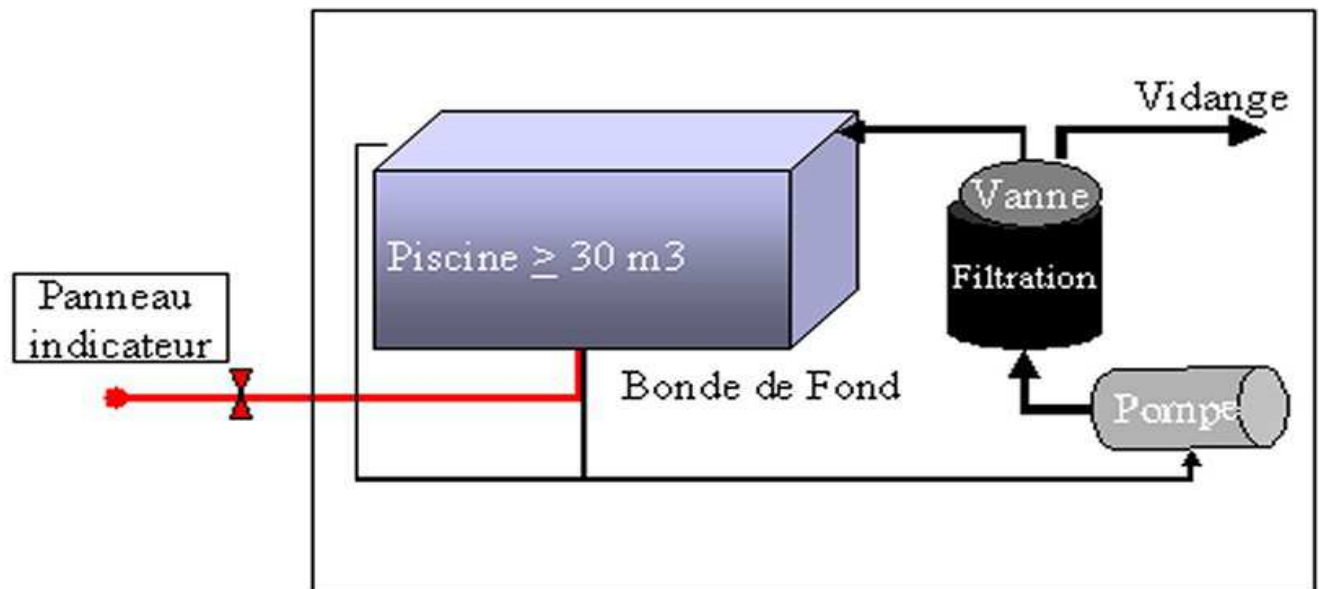 Vidange
Vanne
Piscine ≥ 30 m3
Filtration
Panneau
indicateur
Bonde de Fond
Pompe